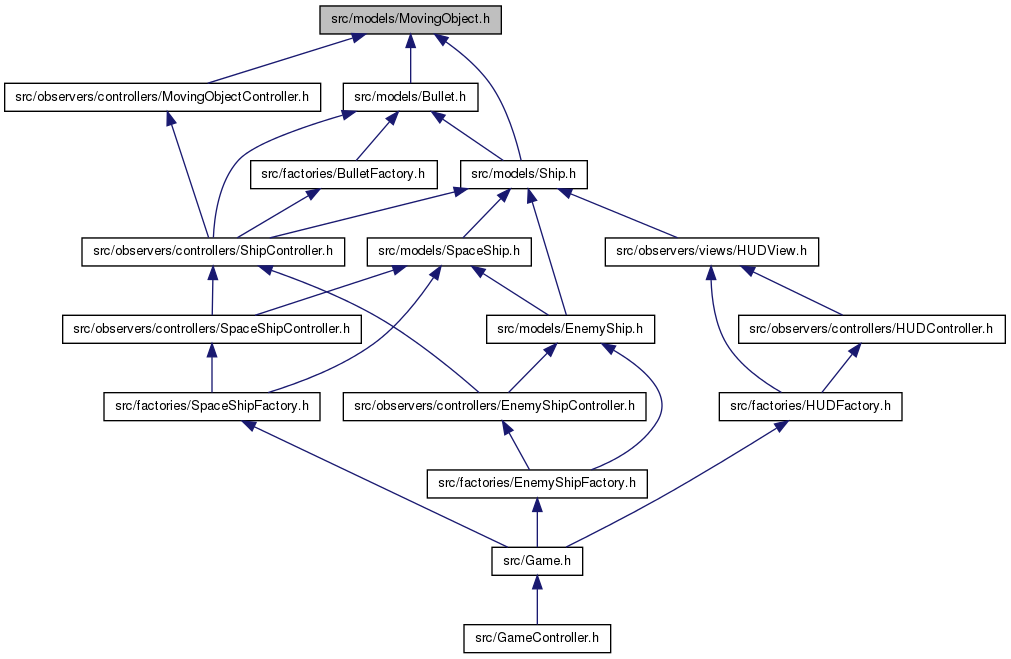 src/models/MovingObject.h
src/observers/controllers/MovingObjectController.h
src/models/Bullet.h
src/factories/BulletFactory.h
src/models/Ship.h
src/observers/controllers/ShipController.h
src/models/SpaceShip.h
src/observers/views/HUDView.h
src/observers/controllers/SpaceShipController.h
src/models/EnemyShip.h
src/observers/controllers/HUDController.h
src/factories/SpaceShipFactory.h
src/observers/controllers/EnemyShipController.h
src/factories/HUDFactory.h
src/factories/EnemyShipFactory.h
src/Game.h
src/GameController.h